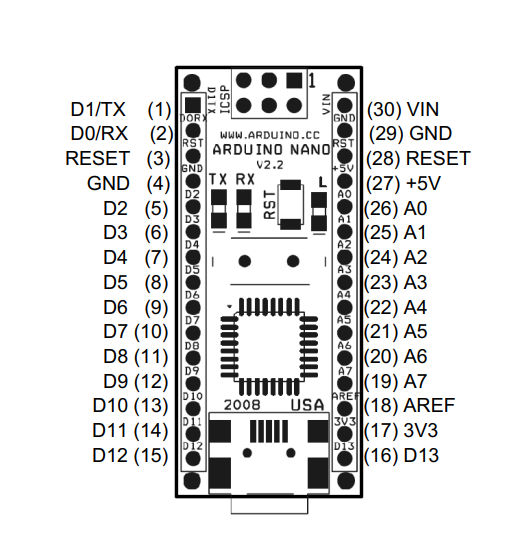 1
D1TX
ICSP
VIN
D1/TX (1)
(30) VIN
DORX
GND
D0/RX (2)
WWW.ARDUINO.CC
(29) GND
RST
ARDUINO NANO
RST
RESET (3)
V2.2
(28) RESET
GND
+5V
GND (4)
TX RX
L
(27) +5V
D2
RST
A0
D2 (5)
(26) A0
D3
A1
D3 (6)
(25) A1
D4
A2
D4 (7)
(24) A2
D5
A3
D5 (8)
(23) A3
D6
A4
D6 (9)
(22) A4
D7
A5
D7 (10)
(21) A5
D8
A6
D8 (11)
(20) A6
D9
A7
D9 (12)
(19) A7
D10
AREF
D10 (13)
2008
USA
(18) AREF
D11
3V3
D11 (14)
(17) 3V3
D12
D13
D12 (15)
(16) D13